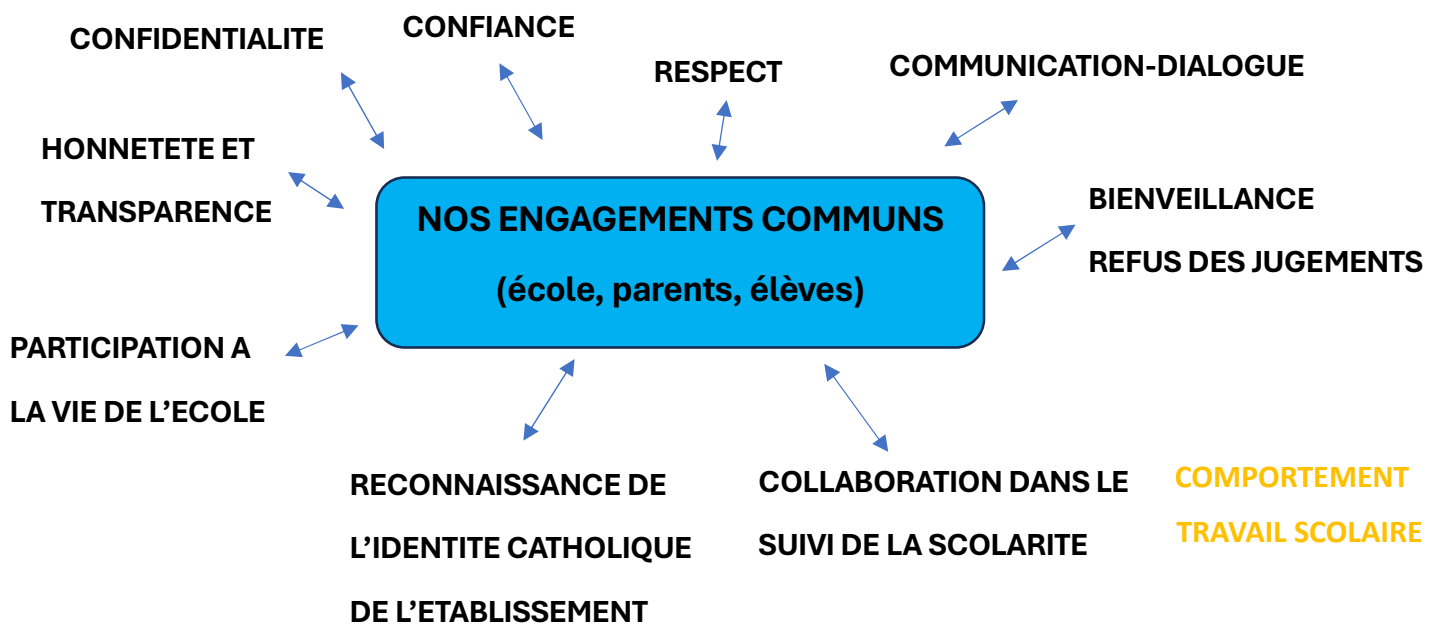 CONFIDENTIALITE
CONFIANCE
RESPECT
COMMUNICATION-DIALOGUE
HONNETETE ET
TRANSPARENCE
NOS ENGAGEMENTS COMMUNS
(école, parents, élèves)
BIENVEILLANCE
REFUS DES JUGEMENTS
PARTICIPATION A
LA VIE DE L’ECOLE
RECONNAISSANCE DE
L’IDENTITE CATHOLIQUE
DE L’ETABLISSEMENT
COLLABORATION DANS LE
SUIVI DE LA SCOLARITE
COMPORTEMENT
TRAVAIL SCOLAIRE